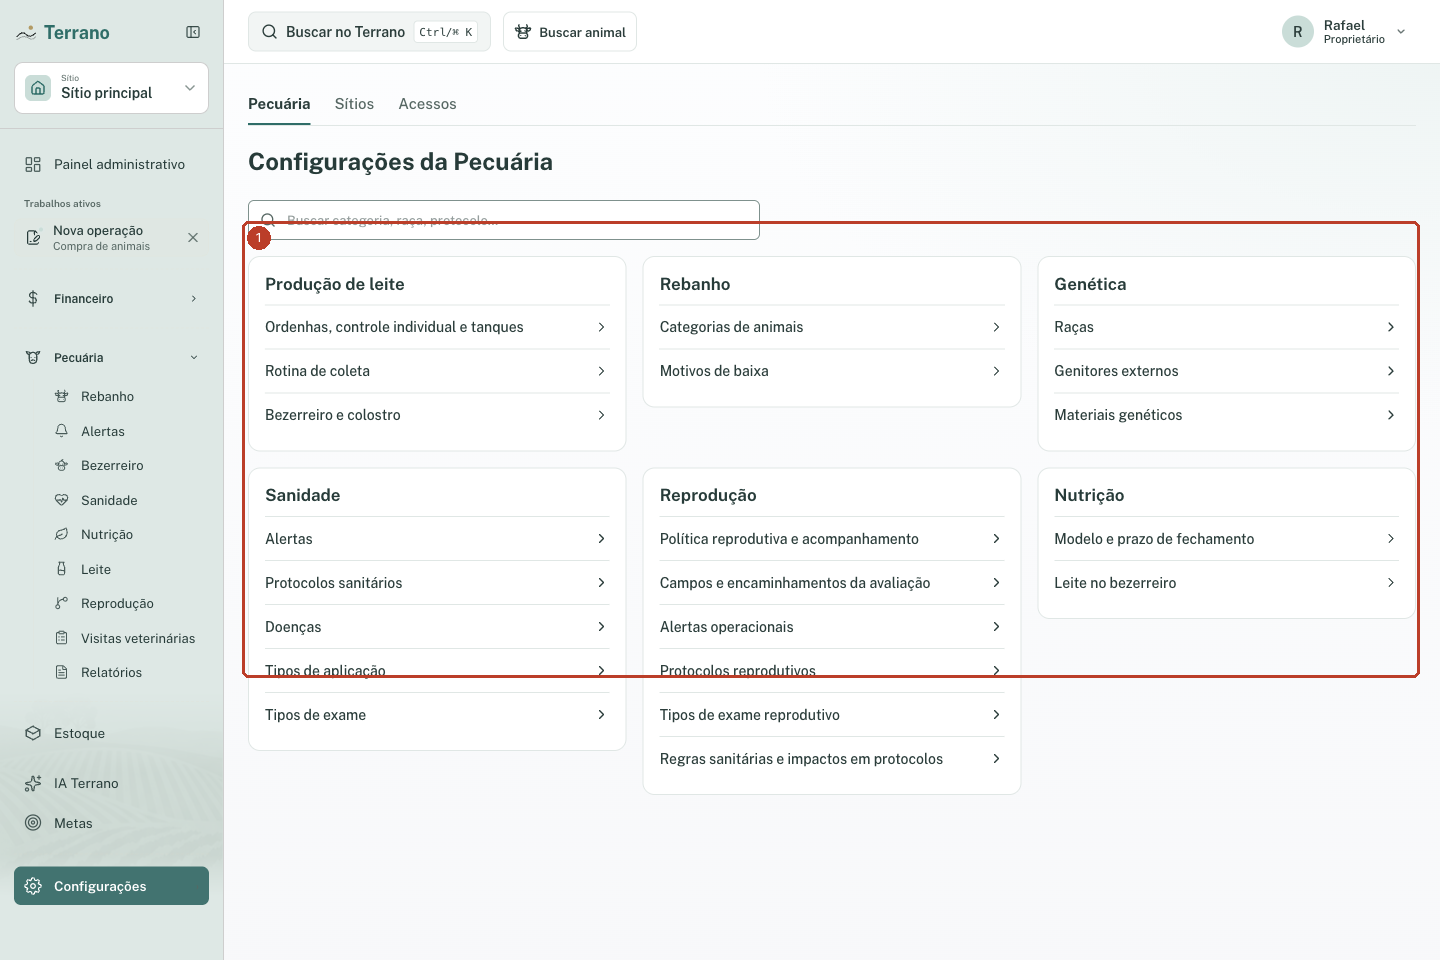 Terrano
Sítio
Sítio principal
Painel administrativo
Trabalhos ativos
Nova operação
Compra de animais
Financeiro
Pecuária
Rebanho
Alertas
Bezerreiro
Sanidade
Nutrição
Leite
Reprodução
Visitas veterinárias
Relatórios
Estoque
IA Terrano
Metas
Configurações
Buscar no Terrano Ctrl/⌘ K
Buscar animal
R
Rafael
Proprietário
Pecuária Sítios Acessos
Configurações da Pecuária
Buscar categoria, raça, protocolo...
1
Produção de leite
Ordenhas, controle individual e tanques
Rotina de coleta
Bezerreiro e colostro
Rebanho
Categorias de animais
Motivos de baixa
Genética
Raças
Genitores externos
Materiais genéticos
Sanidade
Alertas
Protocolos sanitários
Doenças
Tipos de aplicação
Tipos de exame
Reprodução
Política reprodutiva e acompanhamento
Campos e encaminhamentos da avaliação
Alertas operacionais
Protocolos reprodutivos
Tipos de exame reprodutivo
Regras sanitárias e impactos em protocolos
Nutrição
Modelo e prazo de fechamento
Leite no bezerreiro